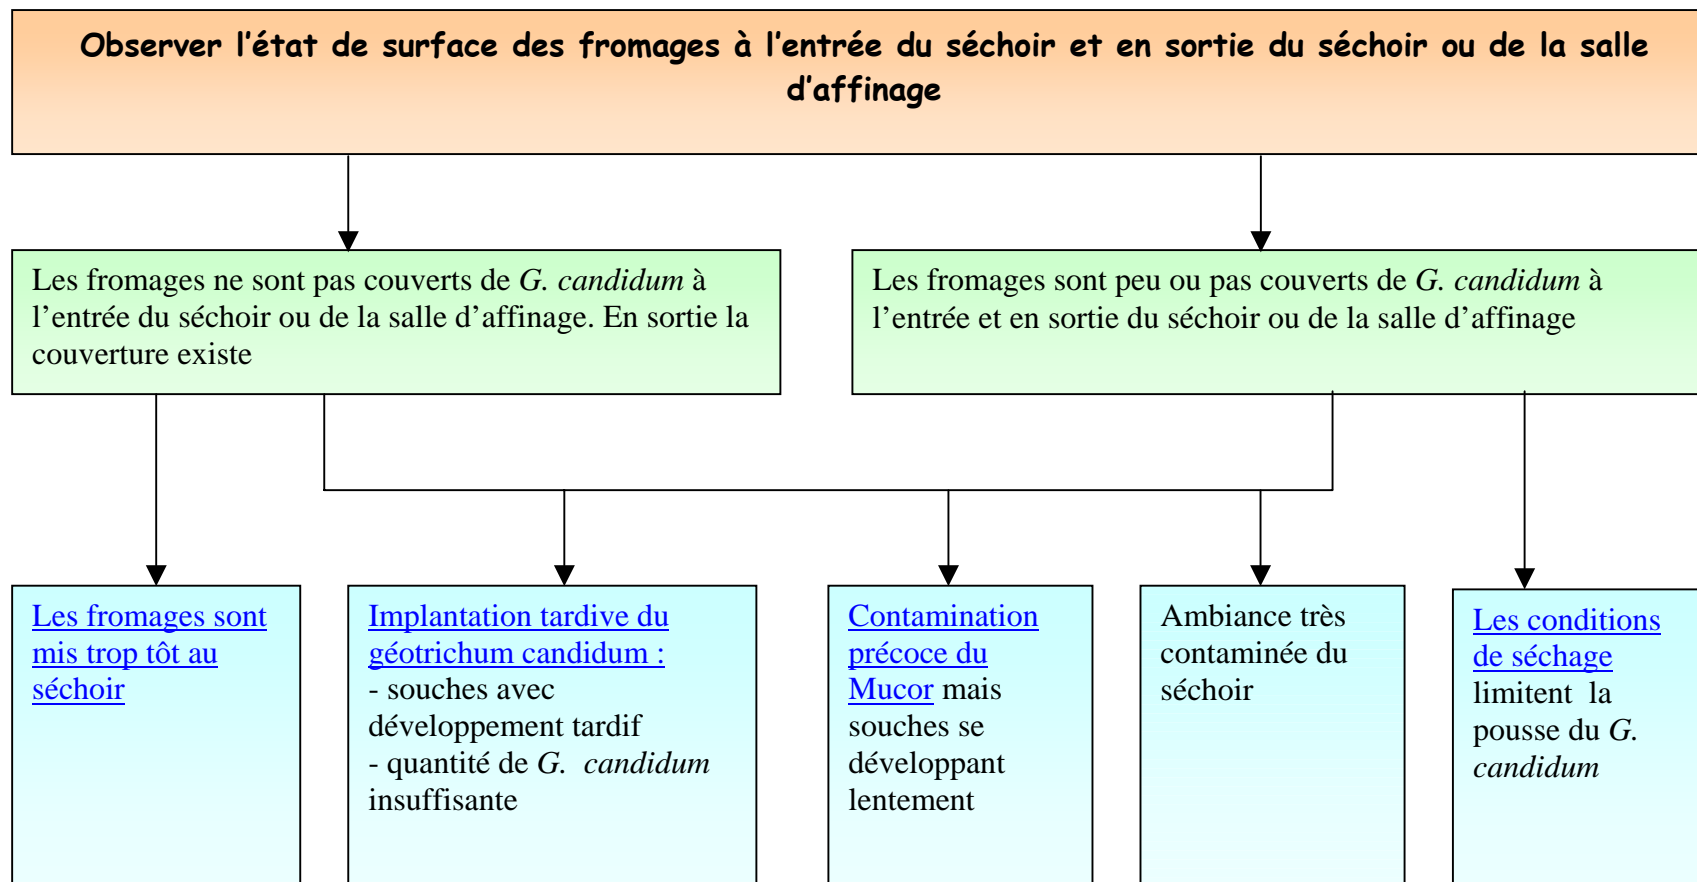 Observer l'état de surface des fromages à l'entrée du séchoir et en sortie du séchoir ou de la salle
d'affinage
Les fromages ne sont pas couverts de G. candidum à
l'entrée du séchoir ou de la salle d'affinage. En sortie la
couverture existe
Les fromages sont peu ou pas couverts de G. candidum à
l'entrée et en sortie du séchoir ou de la salle d'affinage
Les fromages sont
mis trop tôt au
séchoir
Implantation tardive du
géotrichum candidum :
- souches avec
développement tardif
- quantité de G. candidum
insuffisante
Contamination
précoce du
Mucor mais
souches se
développant
lentement
Ambiance très
contaminée du
séchoir
Les conditions
de séchage
limitent la
pousse du G.
candidum